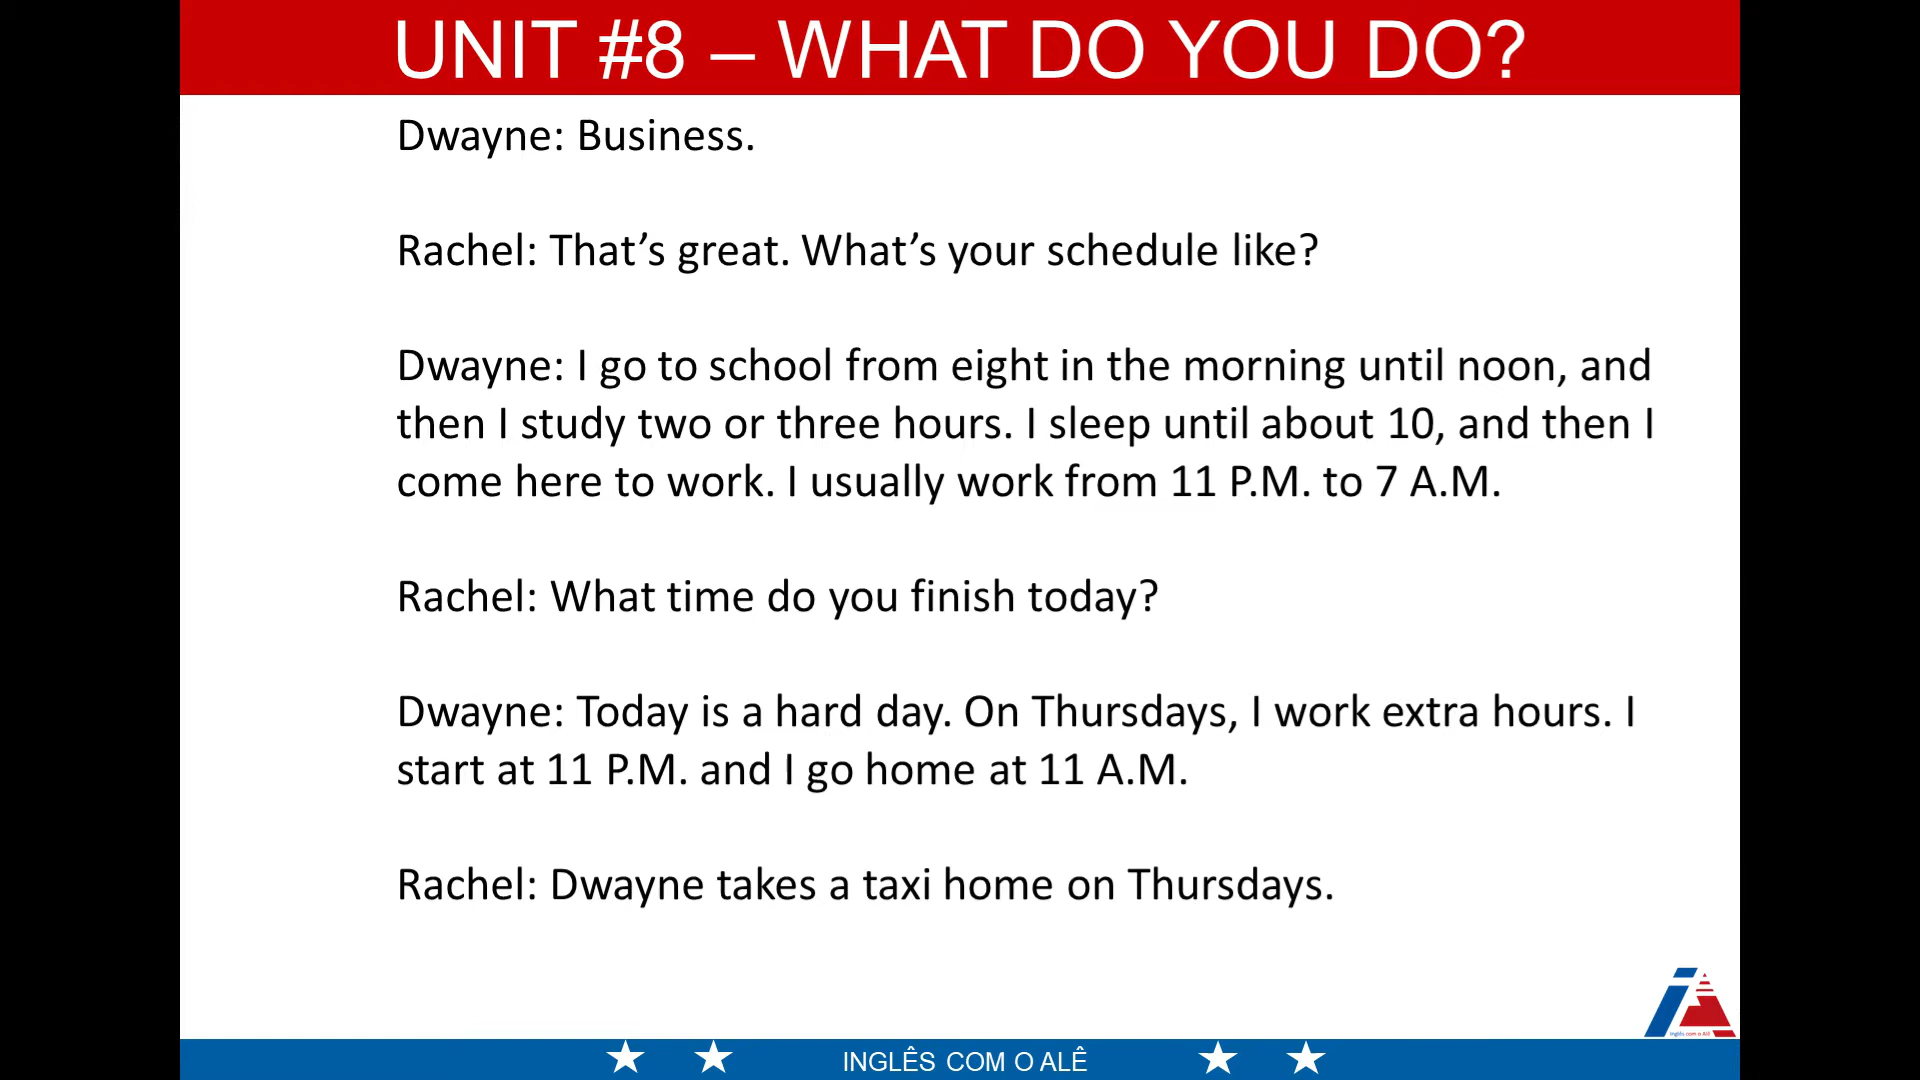 UNIT #8 – WHAT DO YOU DO?
Dwayne: Business.
Rachel: That’s great. What’s your schedule like?
Dwayne: I go to school from eight in the morning until noon, and
then I study two or three hours. I sleep until about 10, and then I
come here to work. I usually work from 11 P.M. to 7 A.M.
Rachel: What time do you finish today?
Dwayne: Today is a hard day. On Thursdays, I work extra hours. I
start at 11 P.M. and I go home at 11 A.M.
Rachel: Dwayne takes a taxi home on Thursdays.
inglês com o Alê
INGLÊS COM O ALÊ